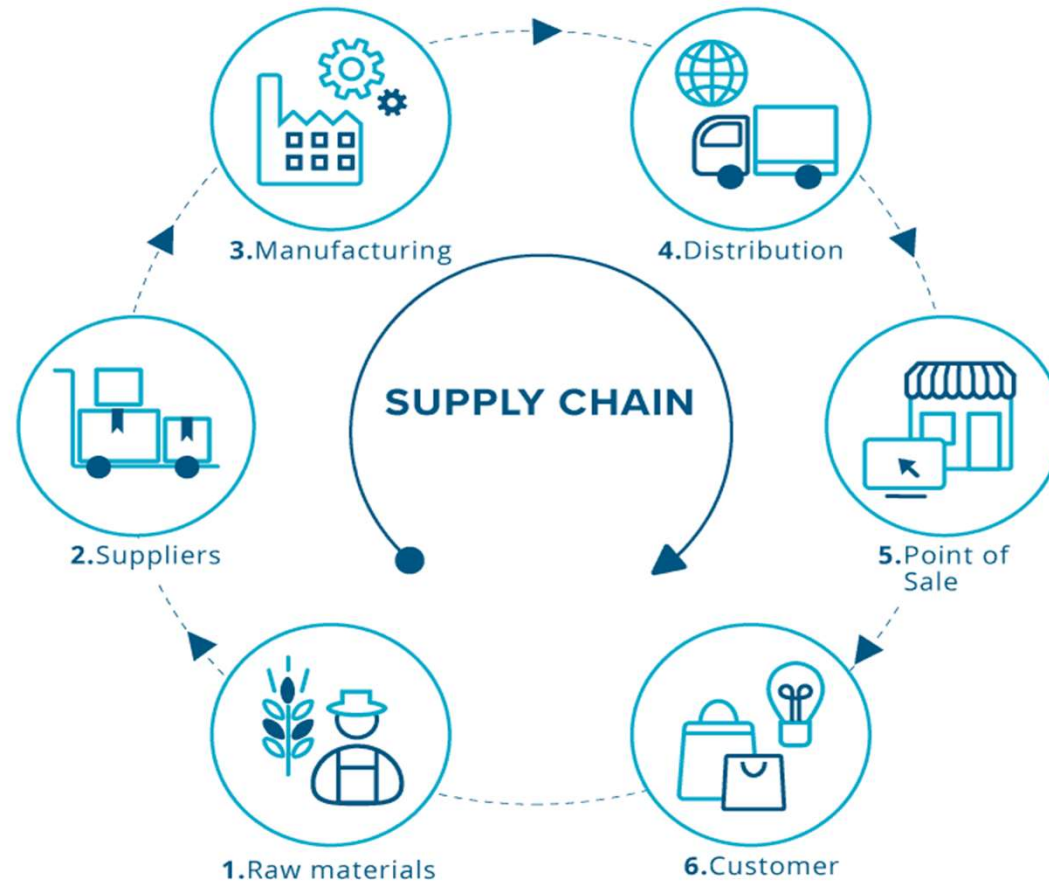 3.Manufacturing
4.Distribution
SUPPLY CHAIN
2.Suppliers
5.Point of
Sale
1.Raw materials
6.Customer